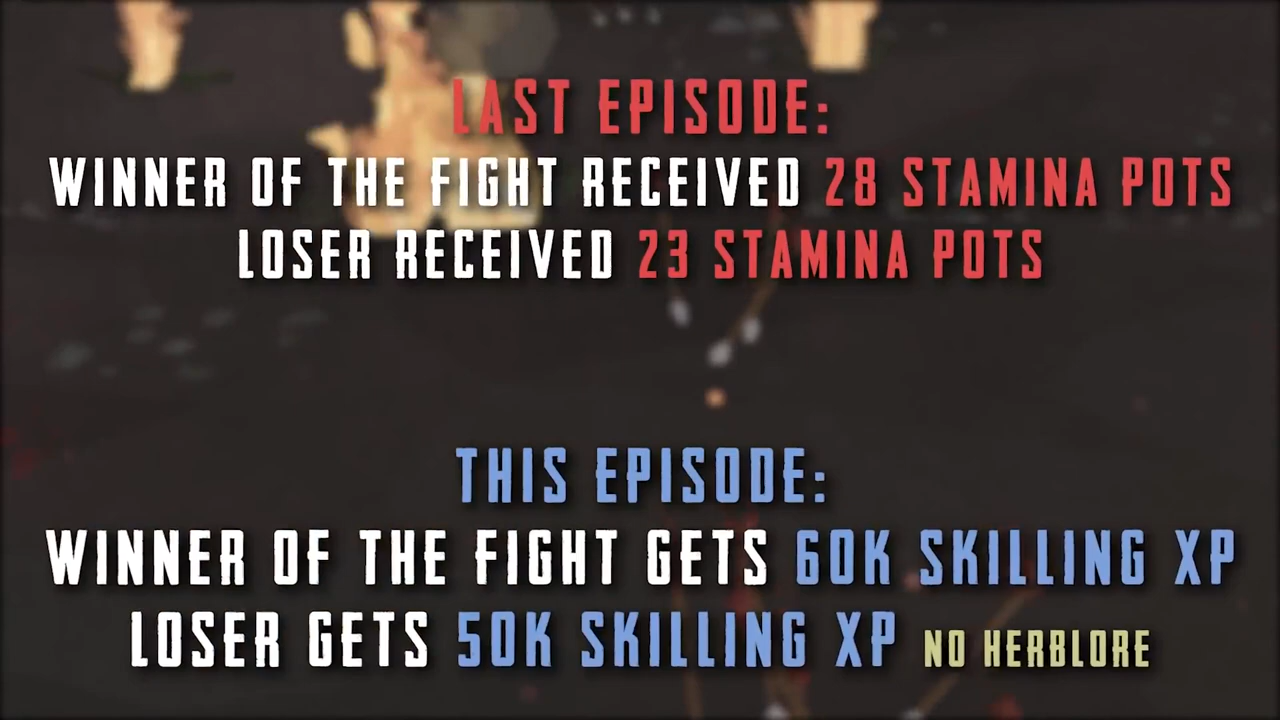 LAST EPISODE:
WINNER OF THE FIGHT RECEIVED 28 STAMINA POTS
LOSER RECEIVED 23 STAMINA POTS
THIS EPISODE:
WINNER OF THE FIGHT GETS 60K SKILLING XP
LOSER GETS 50K SKILLING XP NO HERBLORE